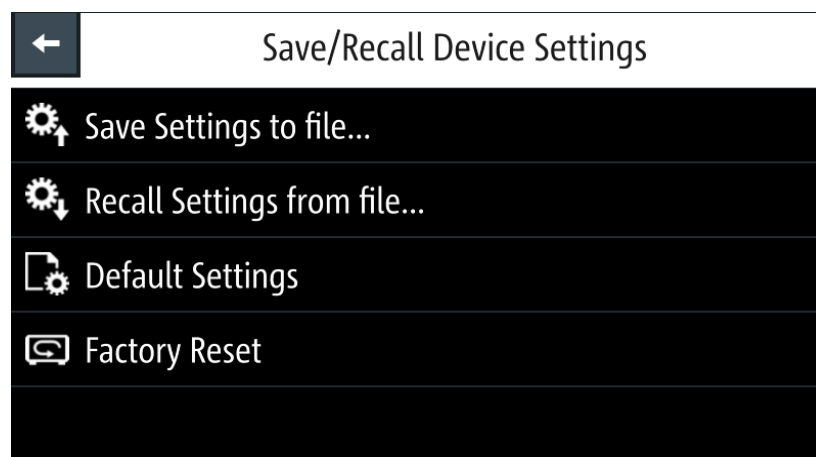 Save/Recall Device Settings
Save Settings to file...
Recall Settings from file...
Default Settings
Factory Reset